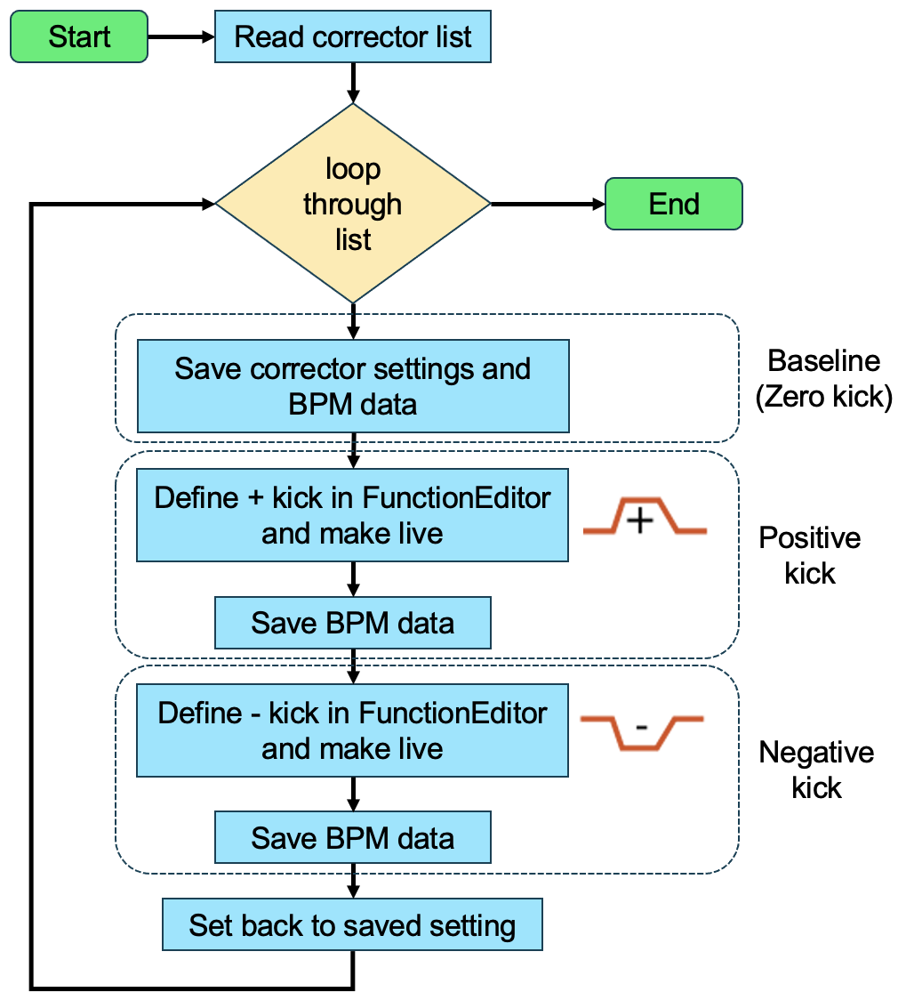 Start
Read corrector list
loop
through
list
End
Save corrector settings and
BPM data
Baseline
(Zero kick)
Define + kick in FunctionEditor
and make live
+
Positive
kick
Save BPM data
Define - kick in FunctionEditor
and make live
-
Negative
kick
Save BPM data
Set back to saved setting